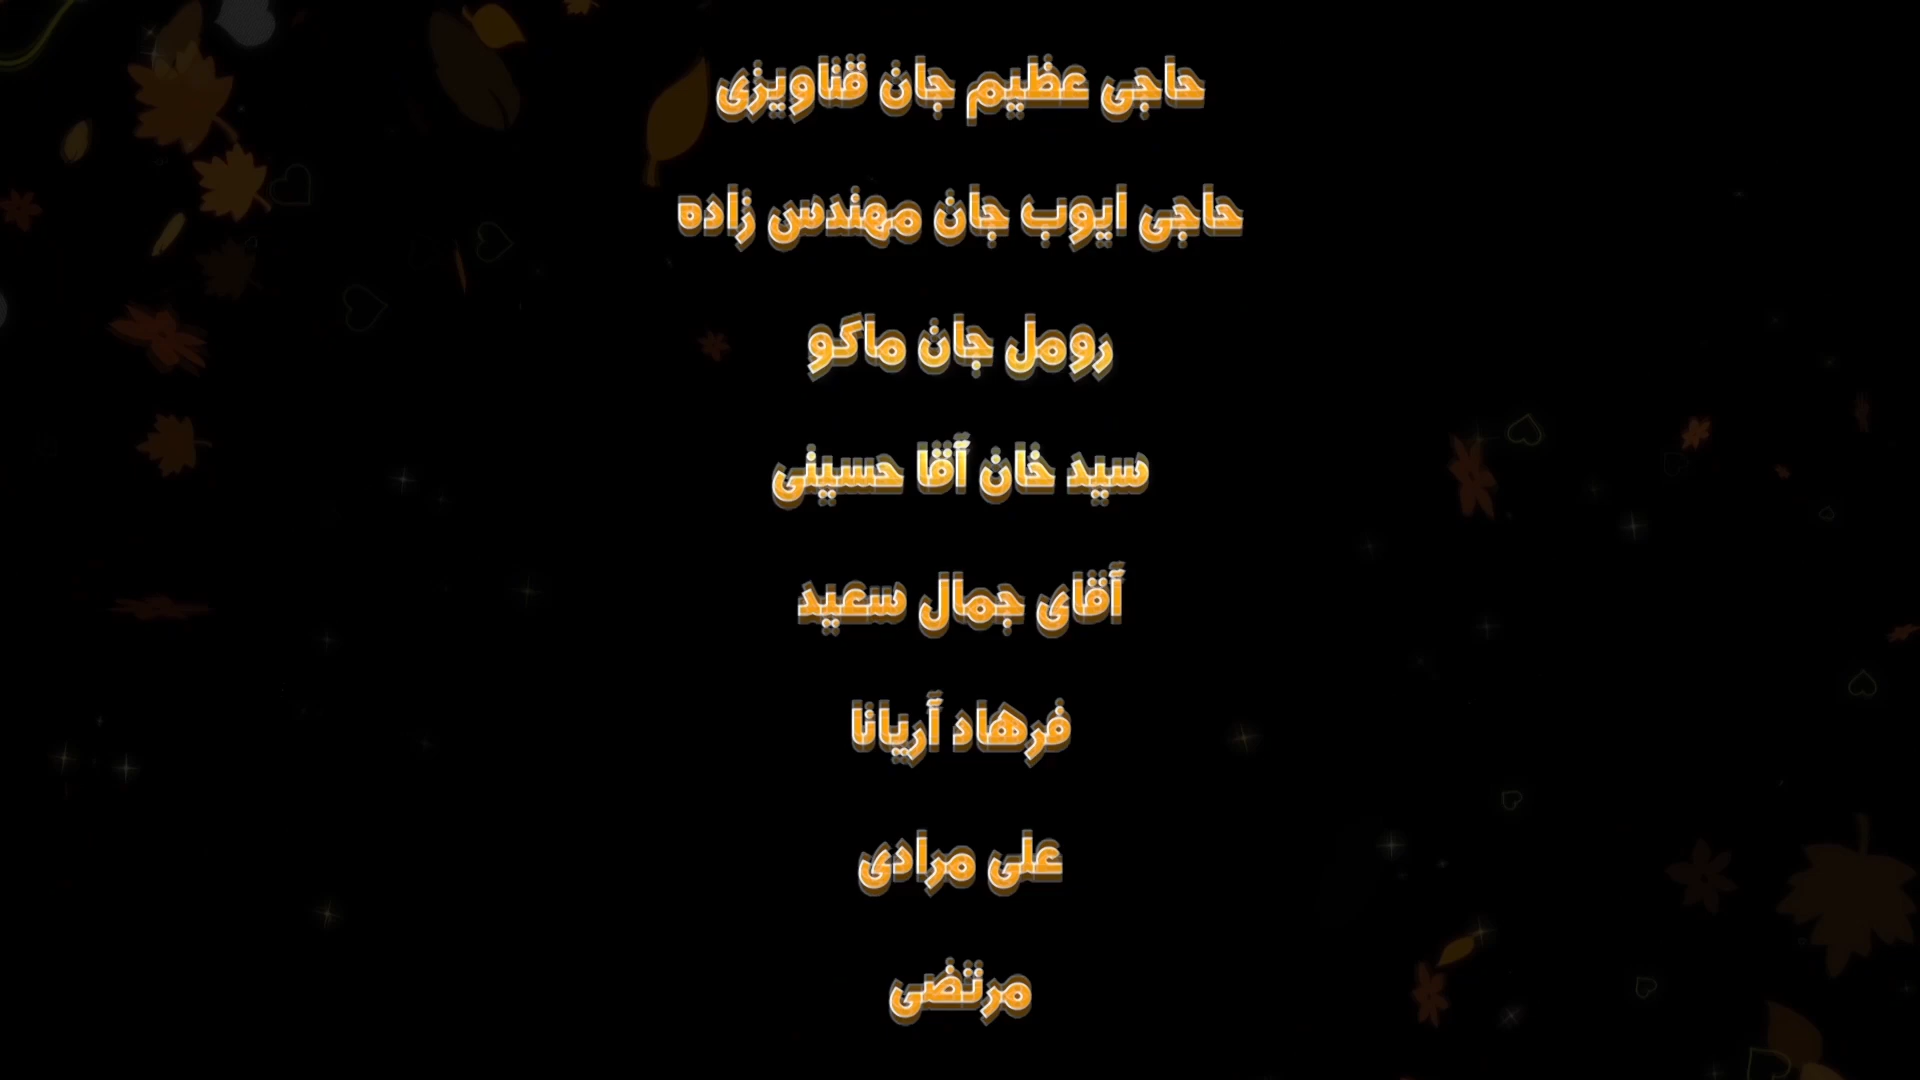 حاجی عظیم جان قناویزی
حاجی ایوب جان مهندس زاده
رومل جان ماکو
سید خان آقا حسینی
آقای جمال سعید
فرهاد آریانا
علی مرادی
مرتضی